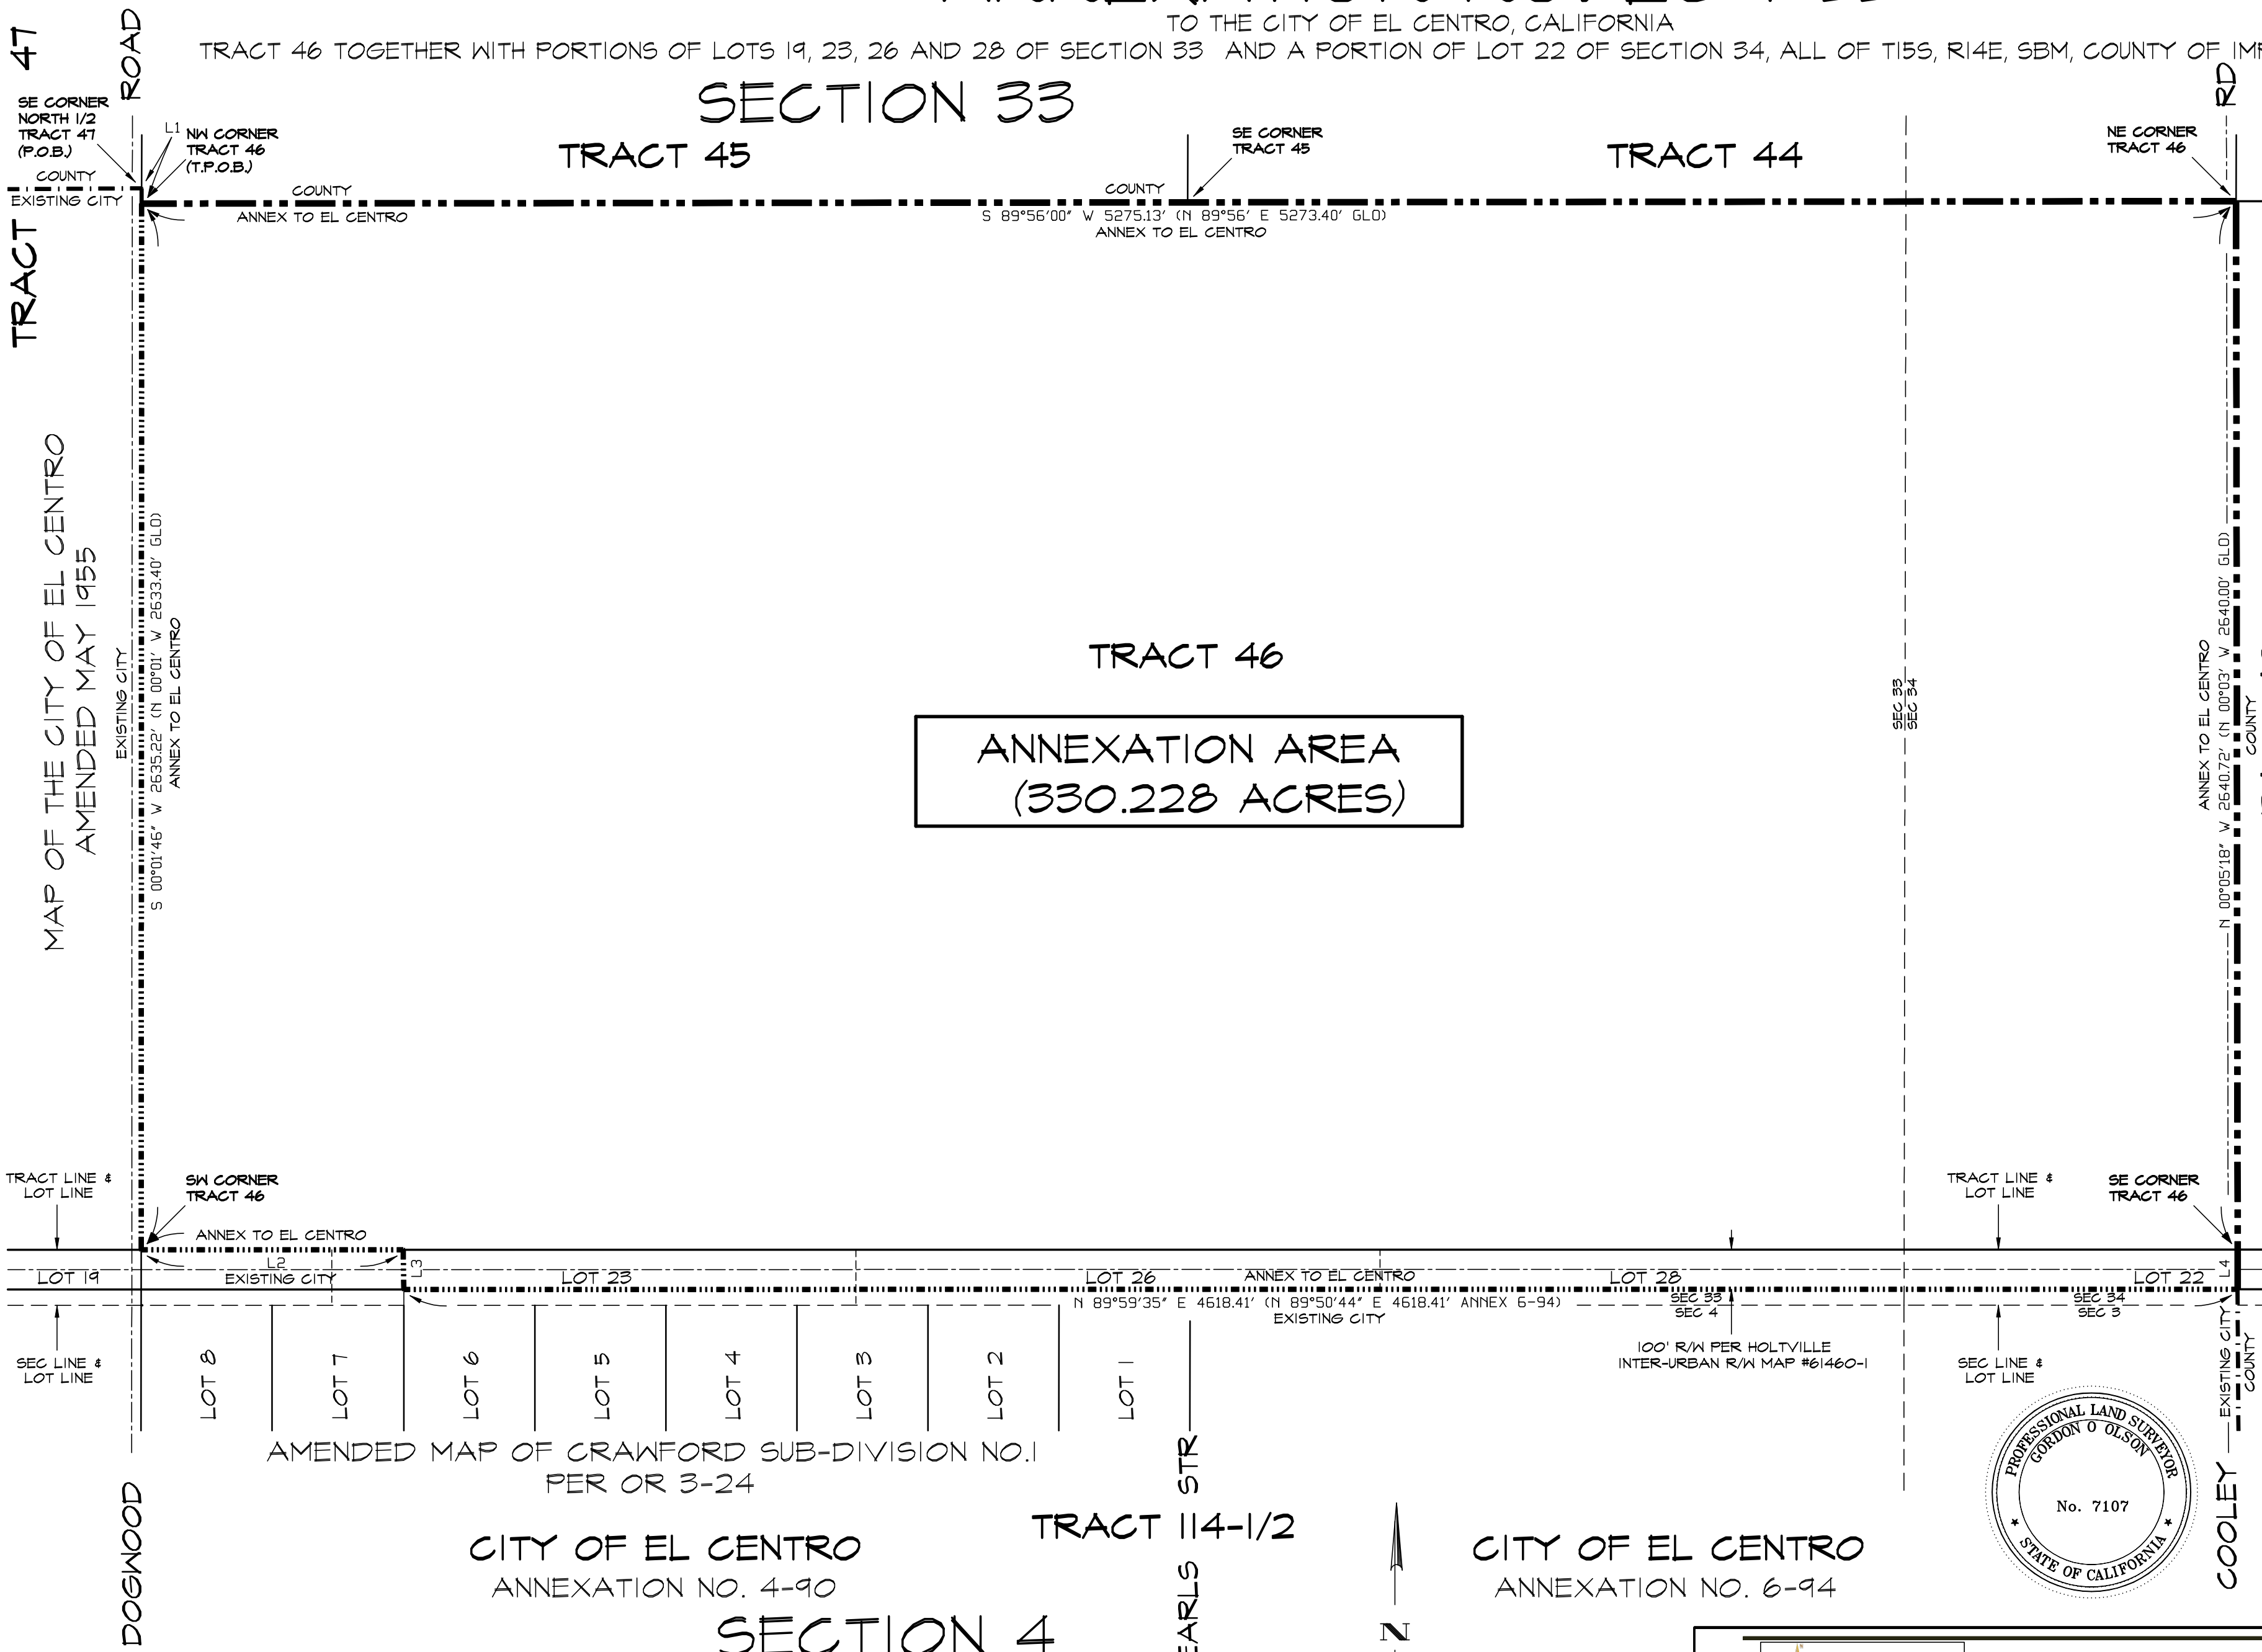 TO THE CITY OF EL CENTRO, CALIFORNIA
TRACT 46 TOGETHER WITH PORTIONS OF LOTS 19, 23, 26 AND 28 OF SECTION 33 AND A PORTION OF LOT 22 OF SECTION 34, ALL OF T15S, R14E, SBM, COUNTY OF
SECTION 33
TRACT 47
ROAD
RD
SE CORNER
NORTH 1/2
TRACT 47
(P.O.B.)
L1
NW CORNER
TRACT 46
(T.P.O.B.)
TRACT 45
SE CORNER
TRACT 45
TRACT 44
NE CORNER
TRACT 46
COUNTY
EXISTING CITY
COUNTY
ANNEX TO EL CENTRO
COUNTY
S 89°56'00" W 5275.13' (N 89°56' E 5273.40' GLO)
ANNEX TO EL CENTRO
MAP OF THE CITY OF EL CENTRO
AMENDED MAY 1955
EXISTING CITY
S 00°01'46" W 2635.22' (N 00°01' W 2633.40' GLO)
ANNEX TO EL CENTRO
TRACT 46
ANNEXATION AREA
(330.228 ACRES)
SEC 33
SEC 34
ANNEX TO EL CENTRO
N 00°05'18" W 2640.72' (N 00°03' W 2640.00' GLO)
COUNTY
TRACT LINE &
LOT LINE
SW CORNER
TRACT 46
TRACT LINE &
LOT LINE
SE CORNER
TRACT 46
ANNEX TO EL CENTRO
L2
L3
L4
LOT 19
EXISTING CITY
LOT 23
LOT 26
ANNEX TO EL CENTRO
LOT 28
LOT 22
N 89°59'35" E 4618.41' (N 89°50'44" E 4618.41' ANNEX 6-94)
EXISTING CITY
SEC 33
SEC 4
SEC 34
SEC 3
SEC LINE &
LOT LINE
LOT 8
LOT 7
LOT 6
LOT 5
LOT 4
LOT 3
LOT 2
LOT 1
100' R/W PER HOLTVILLE
INTER-URBAN R/W MAP #61460-1
SEC LINE &
LOT LINE
EXISTING CITY
COUNTY
AMENDED MAP OF CRAWFORD SUB-DIVISION NO.1
PER OR 3-24
DOGWOOD
CITY OF EL CENTRO
ANNEXATION NO. 4-90
TRACT 114-1/2
STR
EARLS
N
CITY OF EL CENTRO
ANNEXATION NO. 6-94
PROFESSIONAL LAND SURVEYOR
GORDON O OLSON
No. 7107
STATE OF CALIFORNIA
COOLEY
SECTION 4